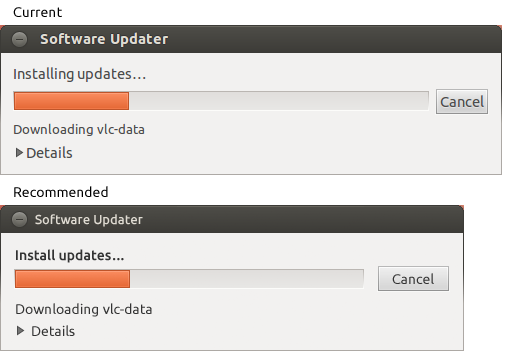 Current
Software Updater
Installing updates...
Cancel
Downloading vlc-data
Details
Recommended
Software Updater
Install updates...
Cancel
Downloading vlc-data
Details